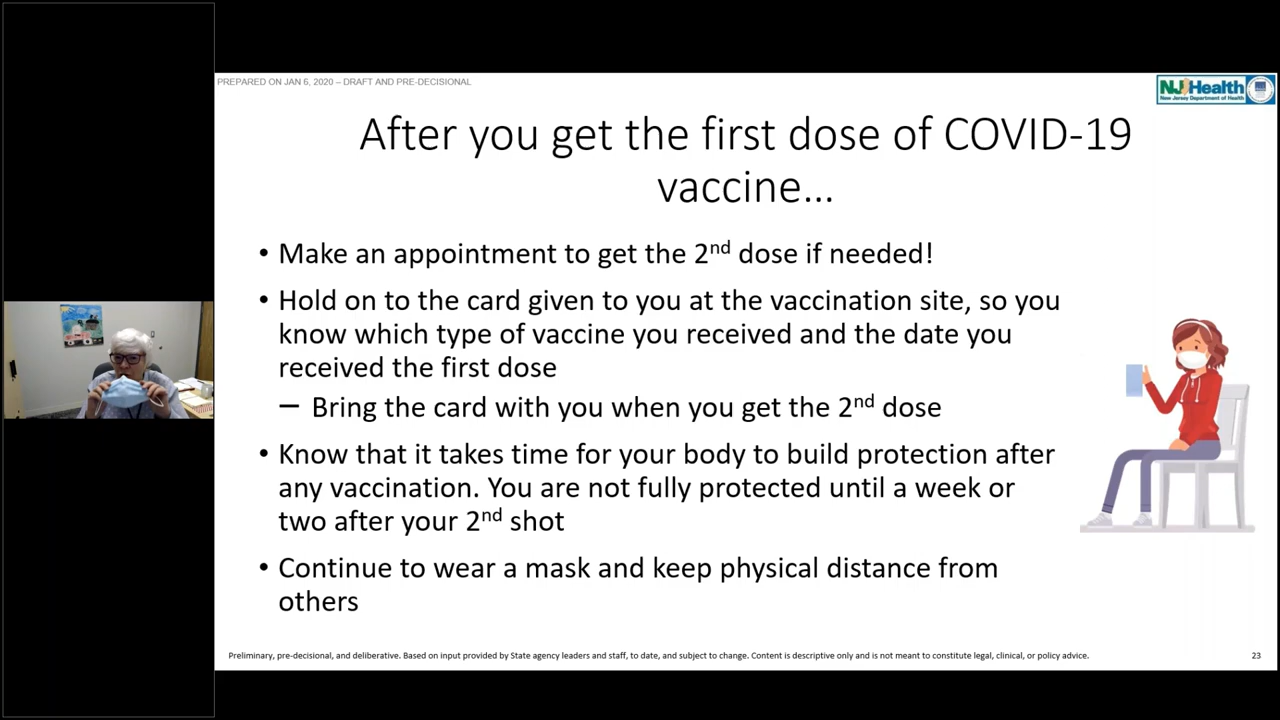 PREPARED ON JAN 6, 2020 – DRAFT AND PRE-DECISIONAL
NJHealth
New Jersey Department of Health
After you get the first dose of COVID-19
vaccine...
• Make an appointment to get the 2nd dose if needed!
• Hold on to the card given to you at the vaccination site, so you
know which type of vaccine you received and the date you
received the first dose
– Bring the card with you when you get the 2nd dose
• Know that it takes time for your body to build protection after
any vaccination. You are not fully protected until a week or
two after your 2nd shot
• Continue to wear a mask and keep physical distance from
others
Preliminary, pre-decisional, and deliberative. Based on input provided by State agency leaders and staff, to date, and subject to change. Content is descriptive only and is not meant to constitute legal, clinical, or policy advice.
23